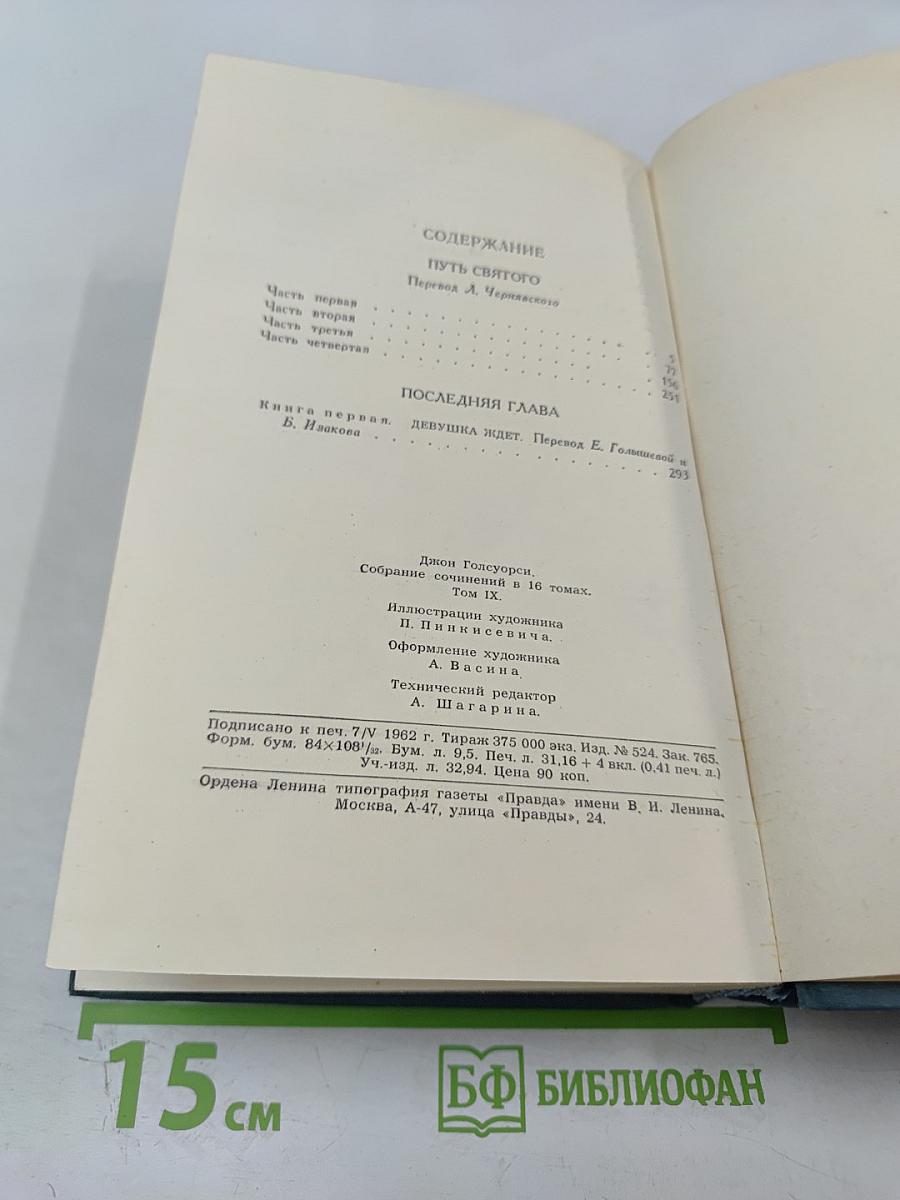 СОДЕРЖАНИЕ
ПУТЬ СВЯТОГО
Перевод Л. Чернявского
Часть первая . . . . . . . . . . . . . . 5
Часть вторая . . . . . . . . . . . . . . 77
Часть третья . . . . . . . . . . . . . . 156
Часть четвертая . . . . . . . . . . . . . . 251
ПОСЛЕДНЯЯ ГЛАВА
Книга первая. ДЕВУШКА ЖДЕТ. Перевод Е. Голышевой и
Б. Изакова . . . . . . . . . . . . . . 293
Джон Голсуорси.
Собрание сочинений в 16 томах.
Том IX.
Иллюстрации художника
П. Пинкисевича.
Оформление художника
А. Васина.
Технический редактор
А. Шагарина.
Подписано к печ. 7/V 1962 г. Тираж 375 000 экз. Изд. № 524. Зак. 765.
Форм. бум. 84×108¹/₃₂. Бум. л. 9,5. Печ. л. 31,16 + 4 вкл. (0,41 печ. л.)
Уч.-изд. л. 32,94. Цена 90 коп.
Ордена Ленина типография газеты «Правда» имени В. И. Ленина.
Москва, А-47, улица «Правды», 24.
15 см
БФ БИБЛИОФАН